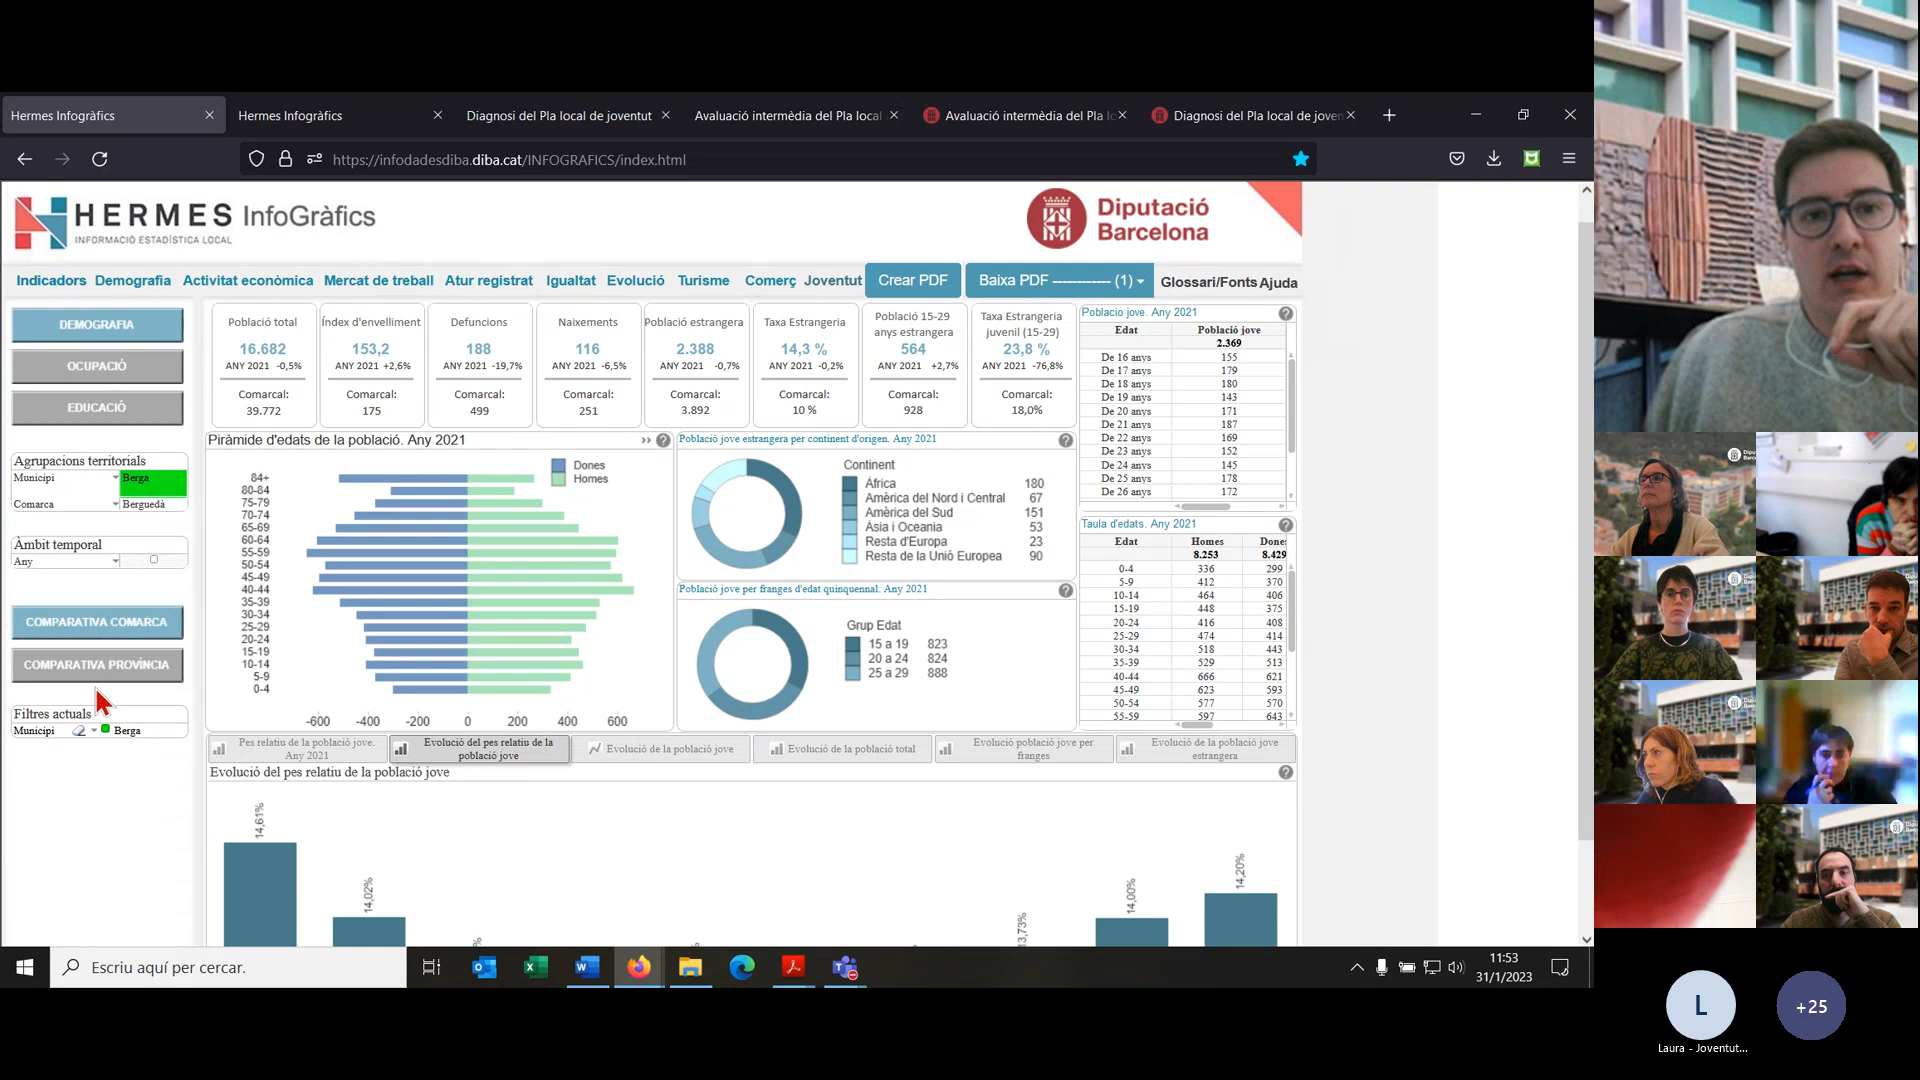 Hermes Infogràfics
Hermes Infogràfics
Diagnosi del Pla local de joventut
Avaluació intermèdia del Pla local
Avaluació intermèdia del Pla lo
Diagnosi del Pla local de joven
https://infodadesdiba.diba.cat/INFOGRAFICS/index.html
HERMES InfoGràfics
INFORMACIÓ ESTADÍSTICA LOCAL
Diputació
Barcelona
Indicadors Demografia Activitat econòmica Mercat de treball Atur registrat Igualtat Evolució Turisme Comerç Joventut Crear PDF Baixa PDF ------------ (1) Glossari/Fonts Ajuda
DEMOGRAFIA
OCUPACIÓ
EDUCACIÓ
Agrupacions territorials
Municipi Berga
Comarca Berguedà
Àmbit temporal
Any
COMPARATIVA COMARCA
COMPARATIVA PROVÍNCIA
Filtres actuals
Municipi Berga
Població total
16.682
ANY 2021 -0,5%
Comarcal:
39.772
Índex d'envelliment
153,2
ANY 2021 +2,6%
Comarcal:
175
Defuncions
188
ANY 2021 -19,7%
Comarcal:
499
Naixements
116
ANY 2021 -6,5%
Comarcal:
251
Població estrangera
2.388
ANY 2021 -0,7%
Comarcal:
3.892
Taxa Estrangeria
14,3 %
ANY 2021 -0,2%
Comarcal:
10 %
Població 15-29
anys estrangera
564
ANY 2021 +2,7%
Comarcal:
928
Taxa Estrangeria
juvenil (15-29)
23,8 %
ANY 2021 -76,8%
Comarcal:
18,0%
Poblacio jove. Any 2021
Edat Població jove
2.369
De 16 anys 155
De 17 anys 179
De 18 anys 180
De 19 anys 143
De 20 anys 171
De 21 anys 187
De 22 anys 169
De 23 anys 152
De 24 anys 145
De 25 anys 178
De 26 anys 172
Piràmide d'edats de la població. Any 2021
Dones
Homes
84+
80-84
75-79
70-74
65-69
60-64
55-59
50-54
45-49
40-44
35-39
30-34
25-29
20-24
15-19
10-14
5-9
0-4
-600 -400 -200 0 200 400 600
Població jove estrangera per continent d'origen. Any 2021
Continent
Àfrica 180
Amèrica del Nord i Central 67
Amèrica del Sud 151
Àsia i Oceania 53
Resta d'Europa 23
Resta de la Unió Europea 90
Població jove per franges d'edat quinquennal. Any 2021
Grup Edat
15 a 19 823
20 a 24 824
25 a 29 888
Taula d'edats. Any 2021
Edat Homes Dones
8.253 8.429
0-4 336 299
5-9 412 370
10-14 464 406
15-19 448 375
20-24 416 408
25-29 474 414
30-34 518 443
35-39 529 513
40-44 666 621
45-49 623 593
50-54 577 570
55-59 597 643
Pes relatiu de la població jove.
Any 2021
Evolució del pes relatiu de la
població jove
Evolució de la població jove
Evolució de la població total
Evolució població jove per
franges
Evolució de la població jove
estrangera
Evolució del pes relatiu de la població jove
14,61%
14,02%
13,73%
14,00%
14,20%
Escriu aquí per cercar.
11:53
31/1/2023
L
+25
Laura - Joventut...